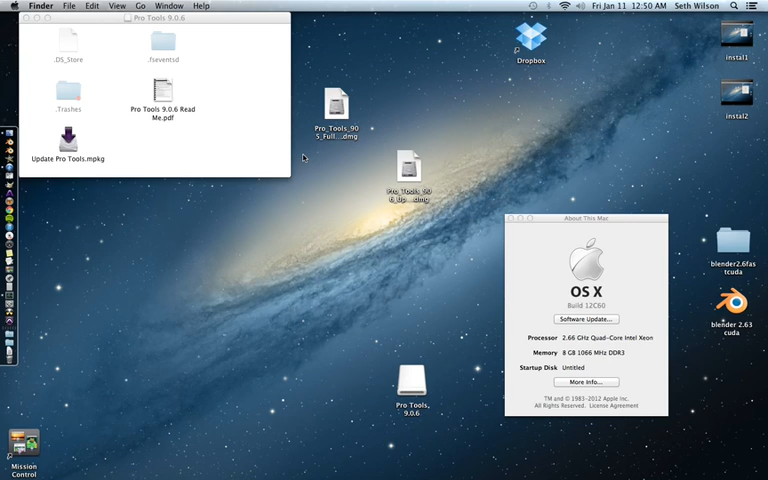 Finder File Edit View Go Window Help
Fri Jan 11 12:50 AM Seth Wilson
Pro Tools 9.0.6
.DS_Store
.fseventsd
.Trashes
Pro Tools 9.0.6 Read
Me.pdf
Update Pro Tools.mpkg
Pro_Tools_90
5_Full....dmg
Pro_Tools_90
6_Up....dmg
Dropbox
instal1
instal2
About This Mac
OS X
Build 12C60
Software Update...
Processor 2.66 GHz Quad-Core Intel Xeon
Memory 8 GB 1066 MHz DDR3
Startup Disk Untitled
More Info...
TM and © 1983-2012 Apple Inc.
All Rights Reserved. License Agreement
blender2.6fas
tcuda
blender 2.63
cuda
Pro Tools,
9.0.6
Mission
Control